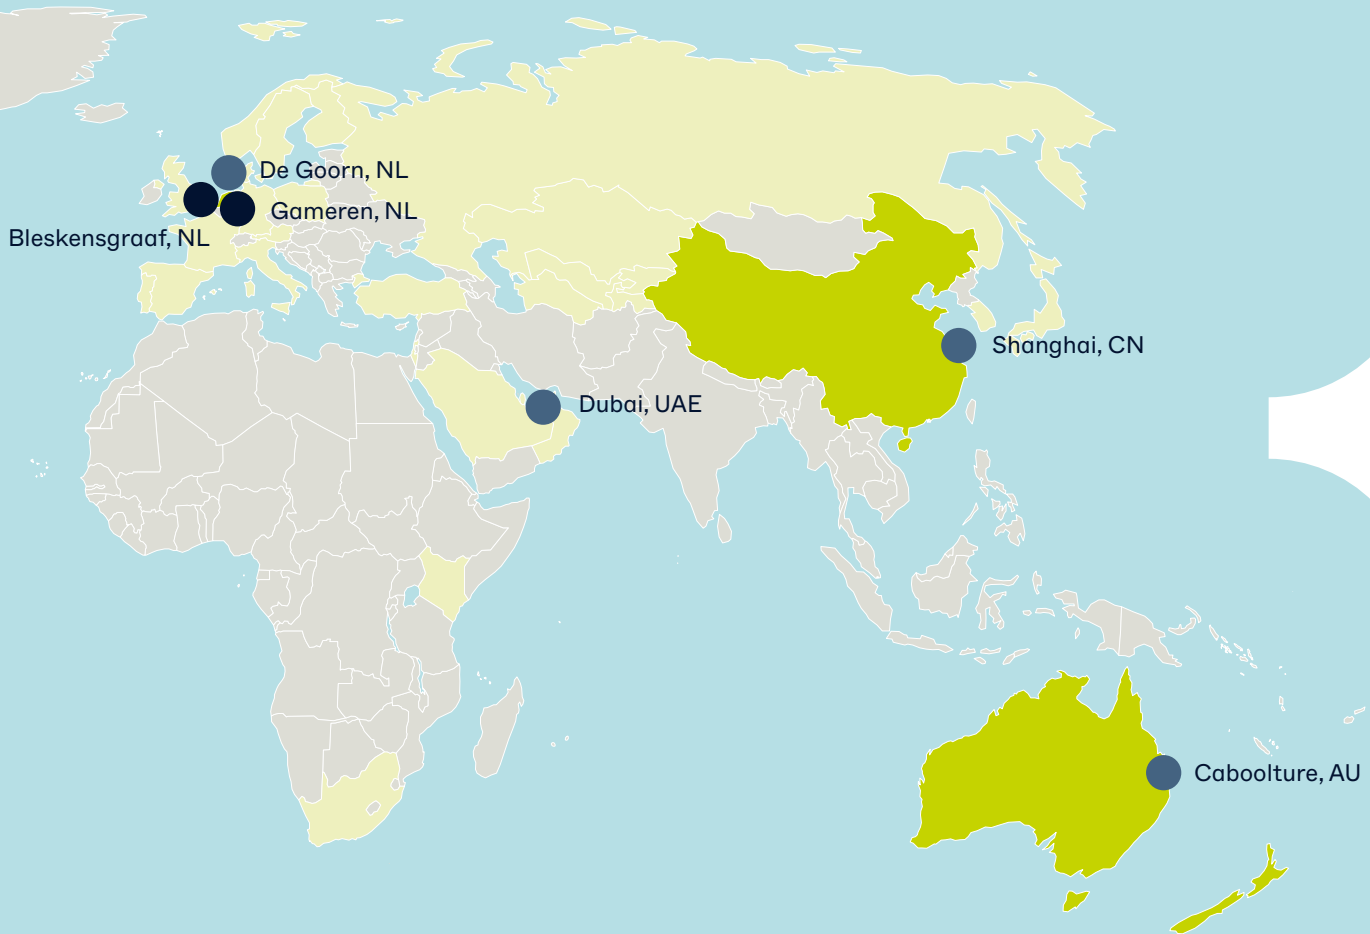 De Goorn, NL
Gameren, NL
Bleskensgraaf, NL
Shanghai, CN
Dubai, UAE
Caboolture, AU